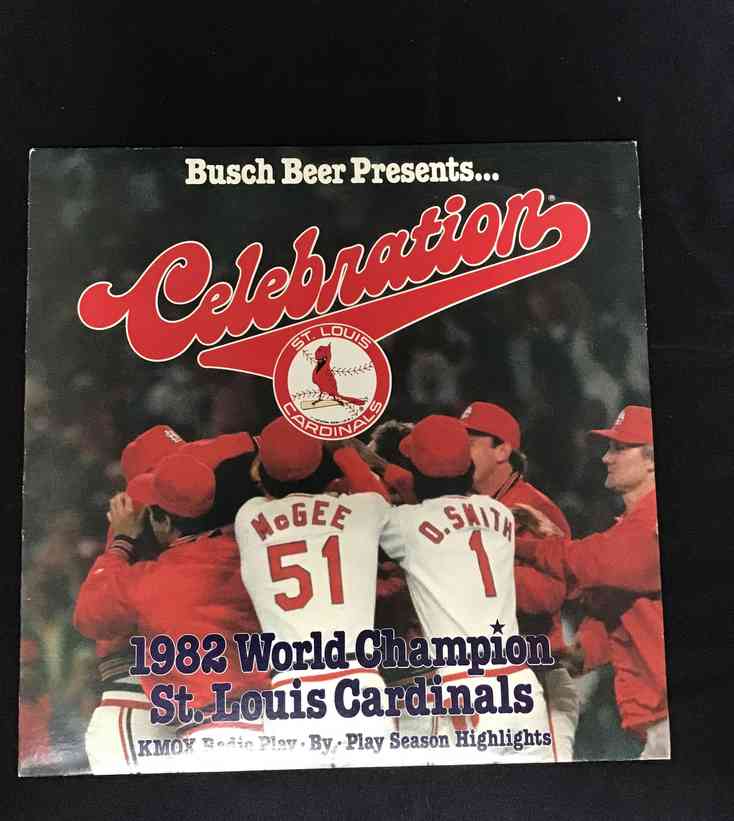 Busch Beer Presents...
Celebration®
ST. LOUIS
CARDINALS
McGEE
51
O. SMITH
1
1982 World Champion
St. Louis Cardinals
KMOX Radio Play·By·Play Season Highlights